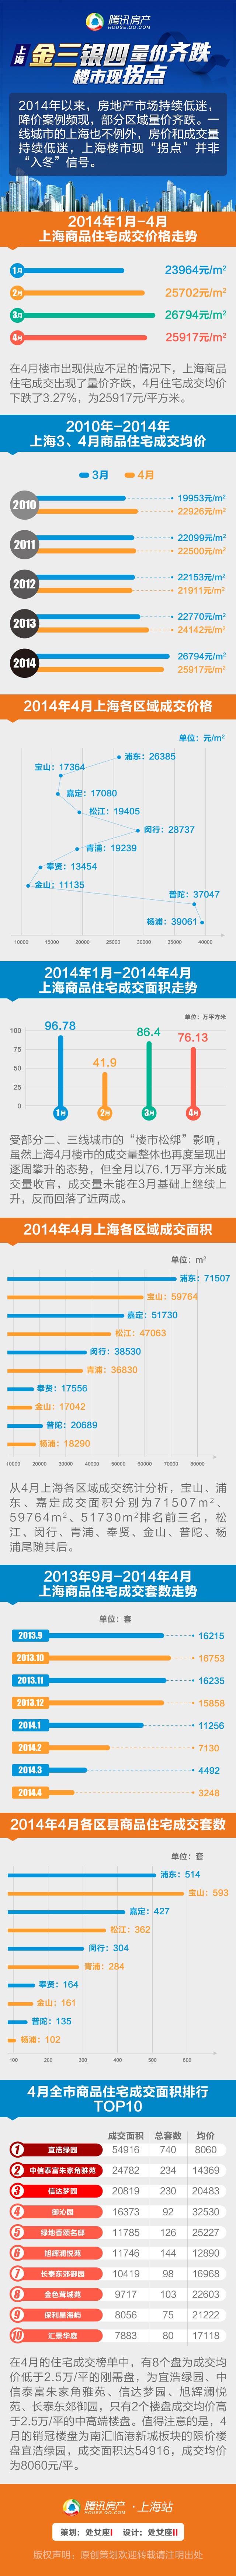 腾讯房产
HOUSE.QQ.COM
上海
金三银四量价齐跌
楼市现拐点
2014年以来，房地产市场持续低迷，
降价案例频现，部分区域量价齐跌。一
线城市的上海也不例外，房价和成交量
持续低迷，上海楼市现“拐点”并非
“入冬”信号。
2014年1月-4月
上海商品住宅成交价格走势
1月 23964元/m²
2月 25702元/m²
3月 26794元/m²
4月 25917元/m²
在4月楼市出现供应不足的情况下，上海商品
住宅成交出现了量价齐跌，4月住宅成交均价
下跌了3.27%，为25917元/平方米。
2010年-2014年
上海3、4月商品住宅成交均价
3月 4月
2010 19953元/m²
22926元/m²
2011 22099元/m²
22500元/m²
2012 22153元/m²
21911元/m²
2013 22770元/m²
24142元/m²
2014 26794元/m²
25917元/m²
2014年4月上海各区域成交价格
单位：元/m²
浦东：26385
宝山：17364
嘉定：17080
松江：19405
闵行：28737
青浦：19239
奉贤：13454
金山：11135
普陀：37047
杨浦：39061
10000 15000 20000 25000 30000 35000 40000
2014年1月-2014年4月
上海商品住宅成交面积走势
单位：万平方米
100
75
50
25
0
96.78
41.9
86.4
76.13
1月 2月 3月 4月
受部分二、三线城市的“楼市松绑”影响，
虽然上海4月楼市的成交量整体也再度呈现出
逐周攀升的态势，但全月以76.1万平方米成
交量收官，成交量未能在3月基础上继续上
升，反而回落了近两成。
2014年4月上海各区域成交面积
单位：m²
浦东：71507
宝山：59764
嘉定：51730
松江：47063
闵行：38530
青浦：36830
奉贤：17556
金山：17042
普陀：20689
杨浦：18290
10000 20000 30000 40000 50000 60000 70000 80000
从4月上海各区域成交统计分析，宝山、浦
东、嘉定成交面积分别为71507m²、
59764m²、51730m²排名前三名，松
江、闵行、青浦、奉贤、金山、普陀、杨
浦尾随其后。
2013年9月-2014年4月
上海商品住宅成交套数走势
单位：套
2013.9 16215
2013.10 16753
2013.11 16235
2013.12 15858
2014.1 11256
2014.2 7130
2014.3 4492
2014.4 3248
2014年4月各区县商品住宅成交套数
单位：套
浦东：514
宝山：593
嘉定：427
松江：362
闵行：304
青浦：284
奉贤：164
金山：161
普陀：135
杨浦：102
100 200 300 400 500 600
4月全市商品住宅成交面积排行
TOP10
成交面积 总套数 均价
1 宜浩绿园 54916 740 8060
2 中信泰富朱家角雅苑 24782 234 14369
3 信达梦园 20819 230 20483
4 御沁园 16373 92 32530
5 绿地香颂名邸 11785 126 25227
6 旭辉澜悦苑 11746 144 12890
7 长泰东郊御园 10419 98 16968
8 金色茸城苑 9717 103 22603
9 保利星海屿 8056 75 21222
10 汇景华庭 7883 80 17118
在4月的住宅成交榜单中，有8个盘为成交均
价低于2.5万/平的刚需盘，为宜浩绿园、中
信泰富朱家角雅苑、信达梦园、旭辉澜悦
苑、长泰东郊御园，只有2个楼盘成交均价高
于2.5万/平的中高端楼盘。值得注意的是，4
月的销冠楼盘为南汇临港新城板块的限价楼
盘宜浩绿园，成交面积达54916，成交均价
为8060元/平。
腾讯房产·上海站
HOUSE.QQ.COM
策划：处女座I 设计：处女座II
版权声明：原创策划欢迎转载请注明出处